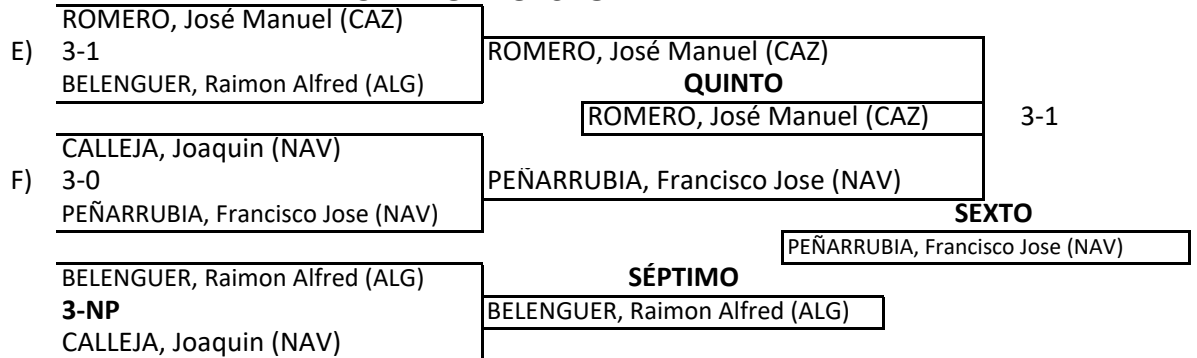 ROMERO, José Manuel (CAZ)
E) 3-1 ROMERO, José Manuel (CAZ)
BELENGUER, Raimon Alfred (ALG) QUINTO
ROMERO, José Manuel (CAZ) 3-1
CALLEJA, Joaquin (NAV)
F) 3-0 PEÑARRUBIA, Francisco Jose (NAV)
PEÑARRUBIA, Francisco Jose (NAV) SEXTO
PEÑARRUBIA, Francisco Jose (NAV)
BELENGUER, Raimon Alfred (ALG) SÉPTIMO
3-NP BELENGUER, Raimon Alfred (ALG)
CALLEJA, Joaquin (NAV)